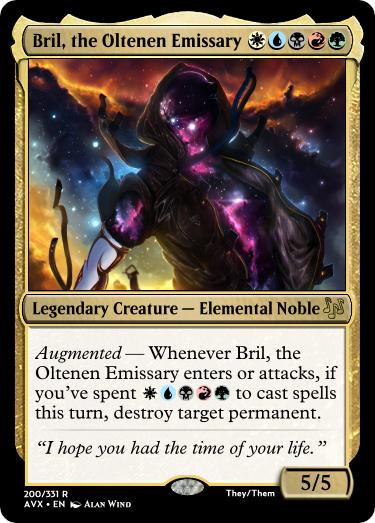 Bril, the Oltenen Emissary
Legendary Creature — Elemental Noble
Augmented — Whenever Bril, the
Oltenen Emissary enters or attacks, if
you’ve spent to cast spells
this turn, destroy target permanent.
“I hope you had the time of your life.”
5/5
200/331 R They/Them
AVX • EN Alan Wind